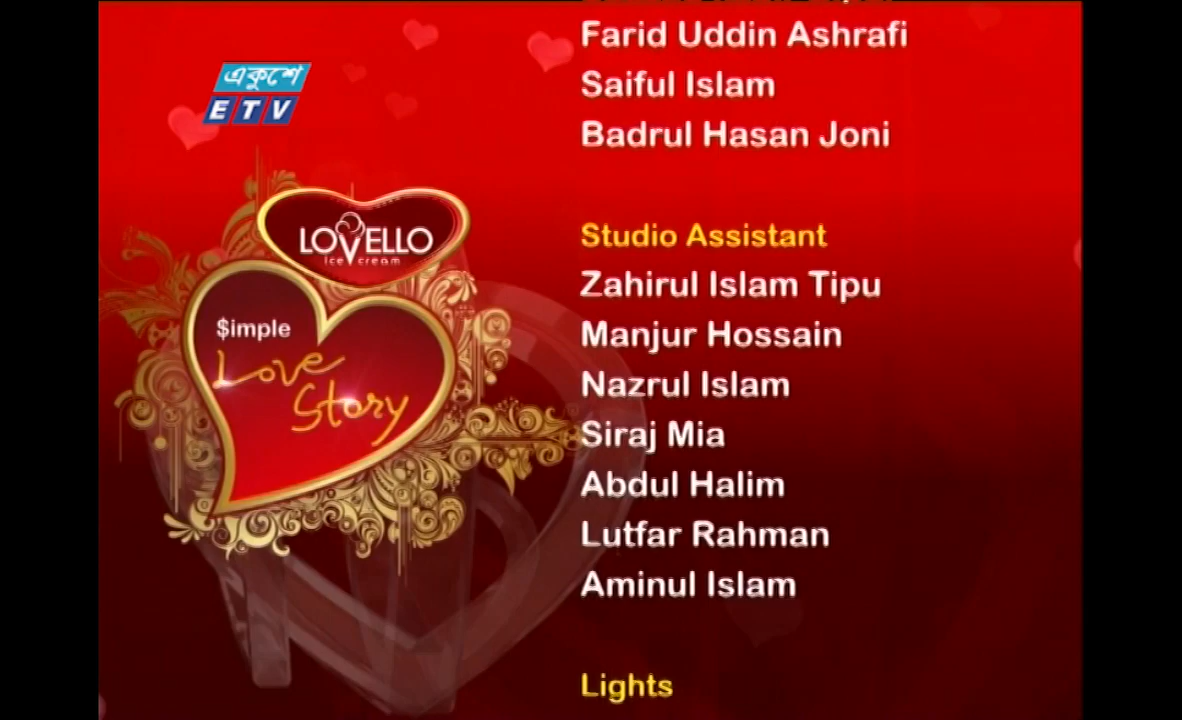 Farid Uddin Ashrafi
Saiful Islam
Badrul Hasan Joni
একুশে
ETV
LOVELLO
Ice cream
$imple
Love
Story
Studio Assistant
Zahirul Islam Tipu
Manjur Hossain
Nazrul Islam
Siraj Mia
Abdul Halim
Lutfar Rahman
Aminul Islam
Lights